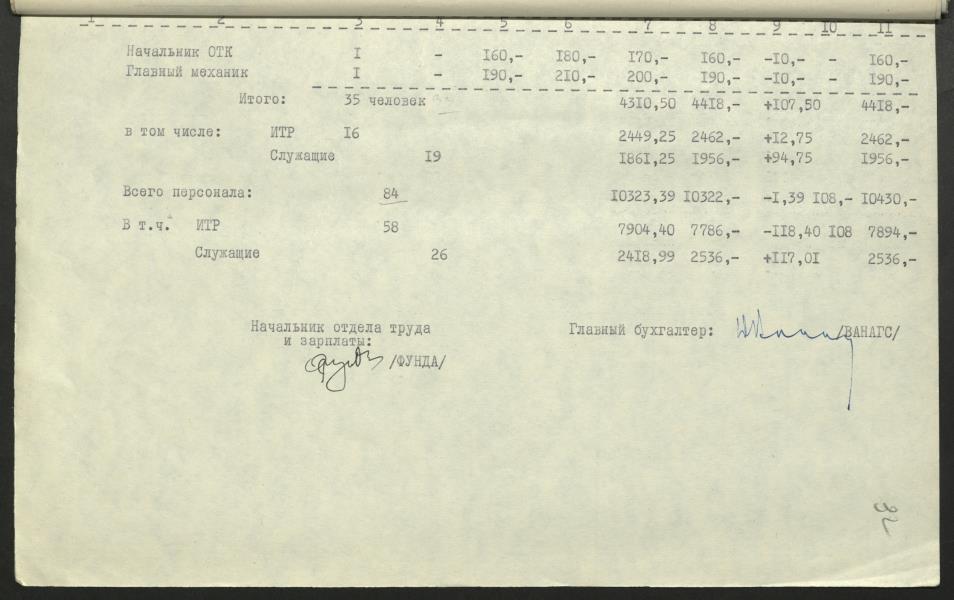 1 2 3 4 5 6 7 8 9 10 11
Начальник ОТК I - I60,- I80,- I70,- I60,- -I0,- - I60,-
Главный механик I - I90,- 2I0,- 200,- I90,- -I0,- - I90,-
Итого: 35 человек 43I0,50 44I8,- +I07,50 44I8,-
в том числе: ИТР I6 2449,25 2462,- +I2,75 2462,-
Служащие I9 I86I,25 I956,- +94,75 I956,-
Всего персонала: 84 I0323,39 I0322,- -I,39 I08,- I0430,-
В т.ч. ИТР 58 7904,40 7786,- -II8,40 I08 7894,-
Служащие 26 24I8,99 2536,- +II7,0I 2536,-
Начальник отдела труда
и зарплаты:
/ФУНДА/
Главный бухгалтер: /ВАНАГС/